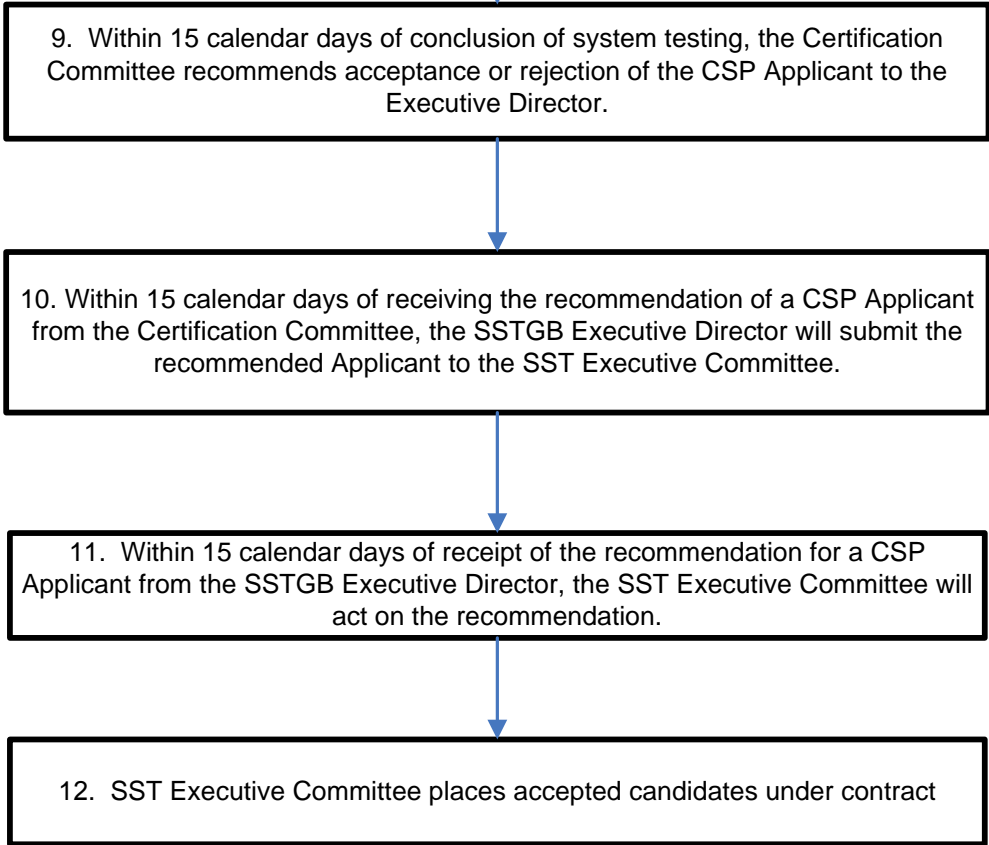 9.  Within 15 calendar days of conclusion of system testing, the Certification
Committee recommends acceptance or rejection of the CSP Applicant to the
Executive Director.
10. Within 15 calendar days of receiving the recommendation of a CSP Applicant
from the Certification Committee, the SSTGB Executive Director will submit the
recommended Applicant to the SST Executive Committee.
11.  Within 15 calendar days of receipt of the recommendation for a CSP
Applicant from the SSTGB Executive Director, the SST Executive Committee will
act on the recommendation.
12.  SST Executive Committee places accepted candidates under contract